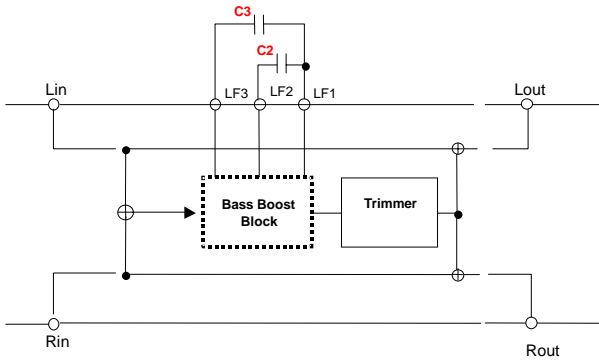 C3
C2
Lin
LF3
LF2
LF1
Lout
Bass Boost
Block
Trimmer
Rin
Rout